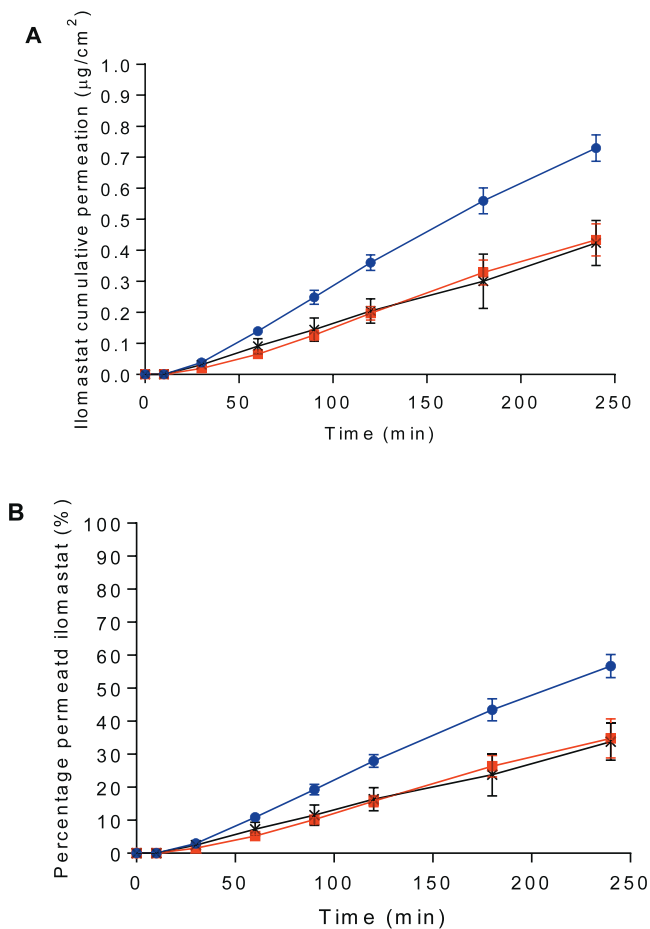 A
Ilomastat cumulative permeation (µg/cm²)
1.0
0.9
0.8
0.7
0.6
0.5
0.4
0.3
0.2
0.1
0.0
0 50 100 150 200 250
Time (min)
B
Percentage permeatd ilomastat (%)
100
90
80
70
60
50
40
30
20
10
0
0 50 100 150 200 250
Time (min)